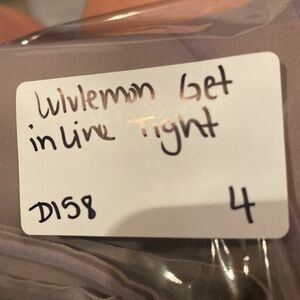 Lululemon Get
in Line Tight
D158
4